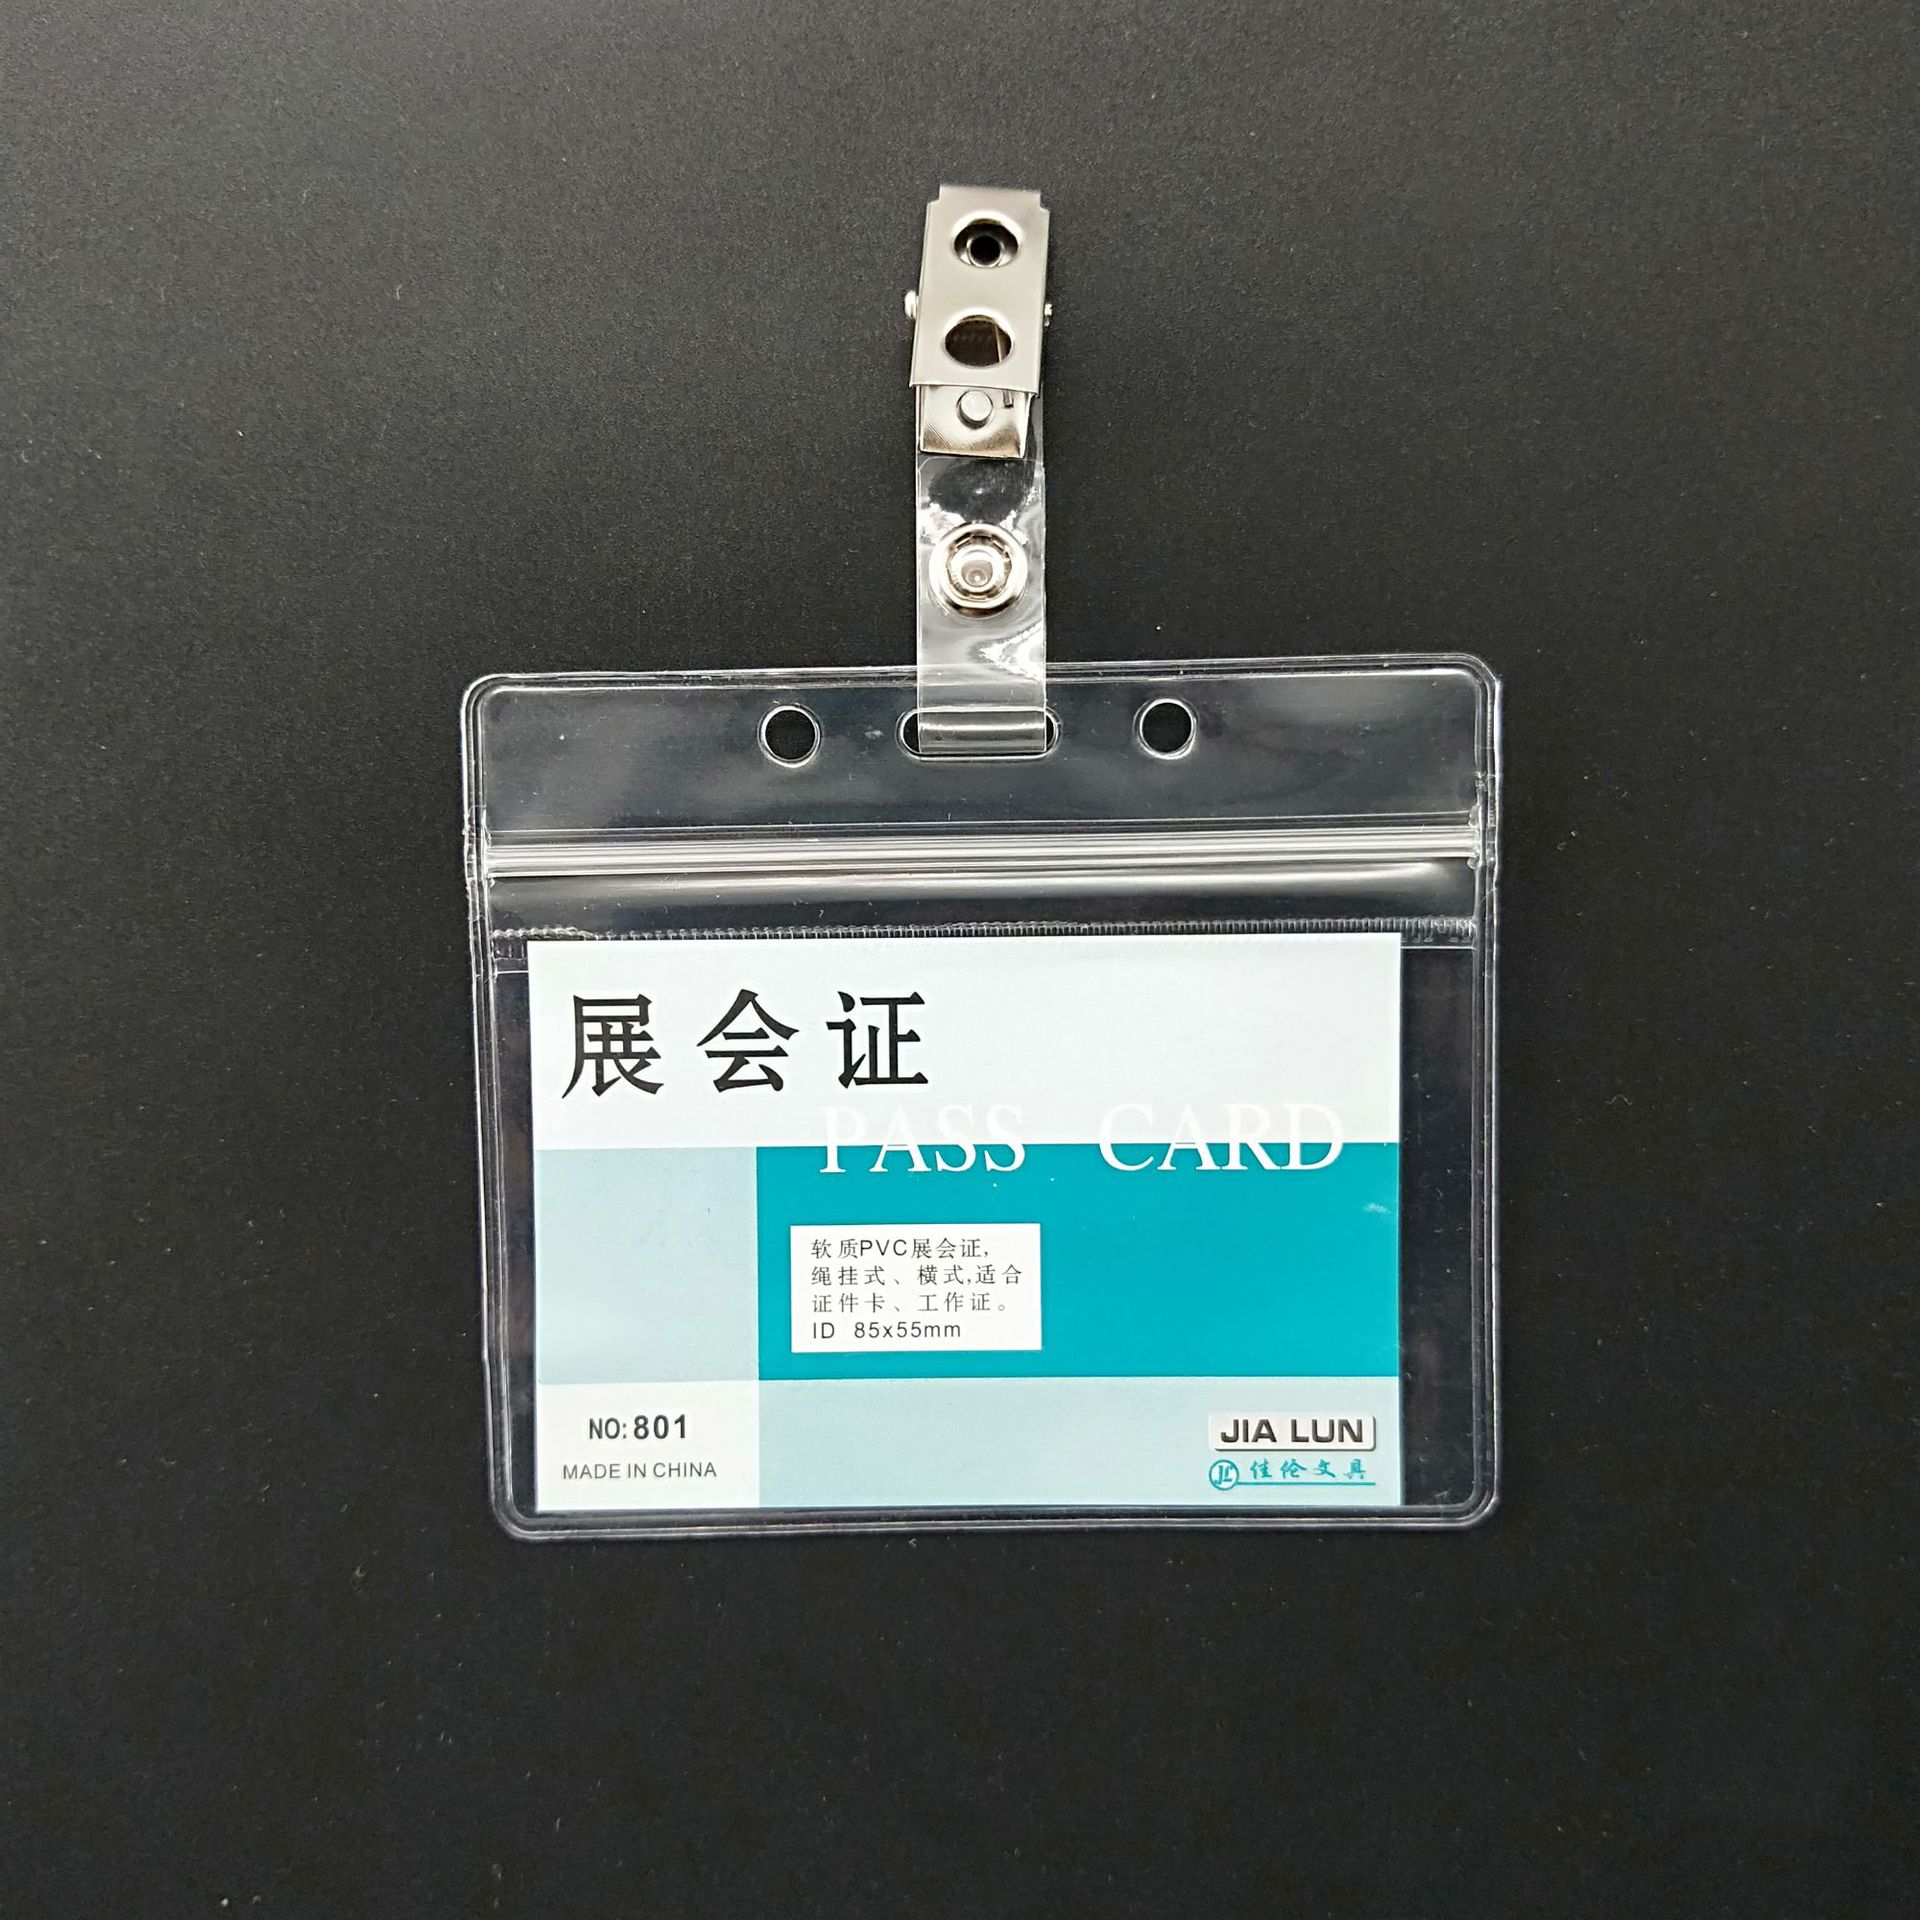 展会证
PASS CARD
软质PVC展会证,
绳挂式、横式,适合
证件卡、工作证。
ID 85x55mm
NO:801
MADE IN CHINA
JIA LUN
JL 佳伦文具